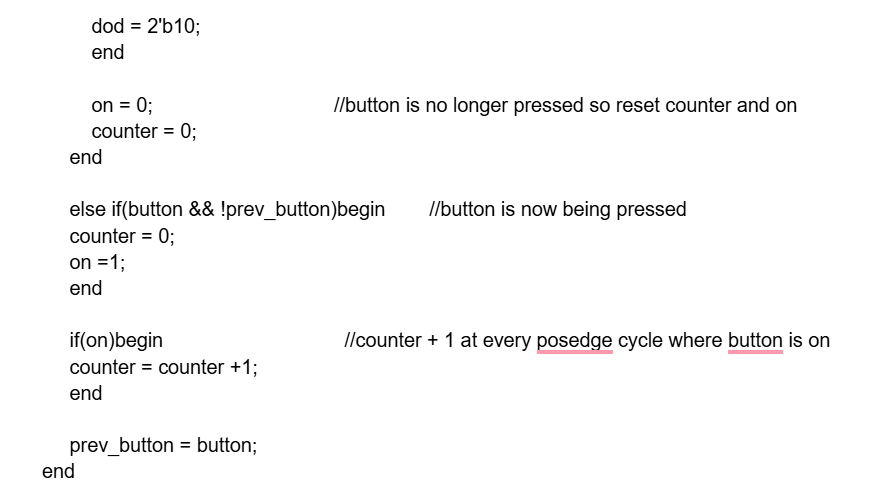 dod = 2'b10;
end
on = 0; //button is no longer pressed so reset counter and on
counter = 0;
end
else if(button && !prev_button)begin //button is now being pressed
counter = 0;
on =1;
end
if(on)begin //counter + 1 at every posedge cycle where button is on
counter = counter +1;
end
prev_button = button;
end